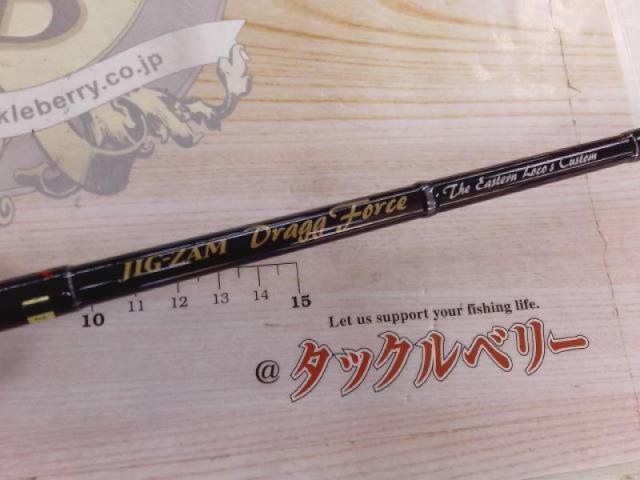 B
kleberry.co.jp
JIG-ZAM Dragg Force
The Eastern Loco's Custom
10 11 12 13 14 15
Let us support your fishing life.
@ タックルベリー